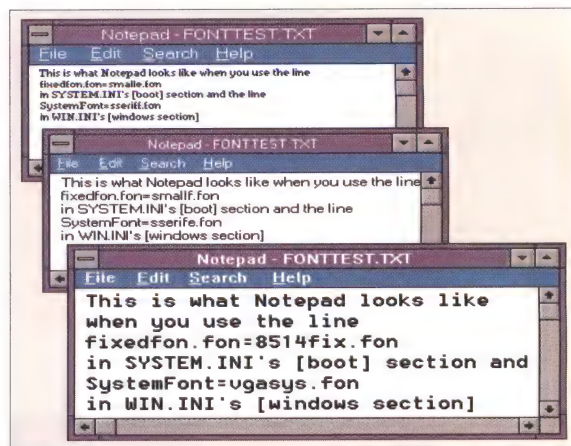 Notepad - FONTTEST.TXT
File Edit Search Help
This is what Notepad looks like when you use the line
fixedfon.fon=smalle.fon
in SYSTEM.INI's [boot] section and the line
SystemFont=sseriff.fon
in WIN.INI's [windows section]
Notepad - FONTTEST.TXT
File Edit Search Help
This is what Notepad looks like when you use the line
fixedfon.fon=smallf.fon
in SYSTEM.INI's [boot] section and the line
SystemFont=sserife.fon
in WIN.INI's [windows section]
Notepad - FONTTEST.TXT
File Edit Search Help
This is what Notepad looks like
when you use the line
fixedfon.fon=8514fix.fon
in SYSTEM.INI's [boot] section and
SystemFont=vgasys.fon
in WIN.INI's [windows section]